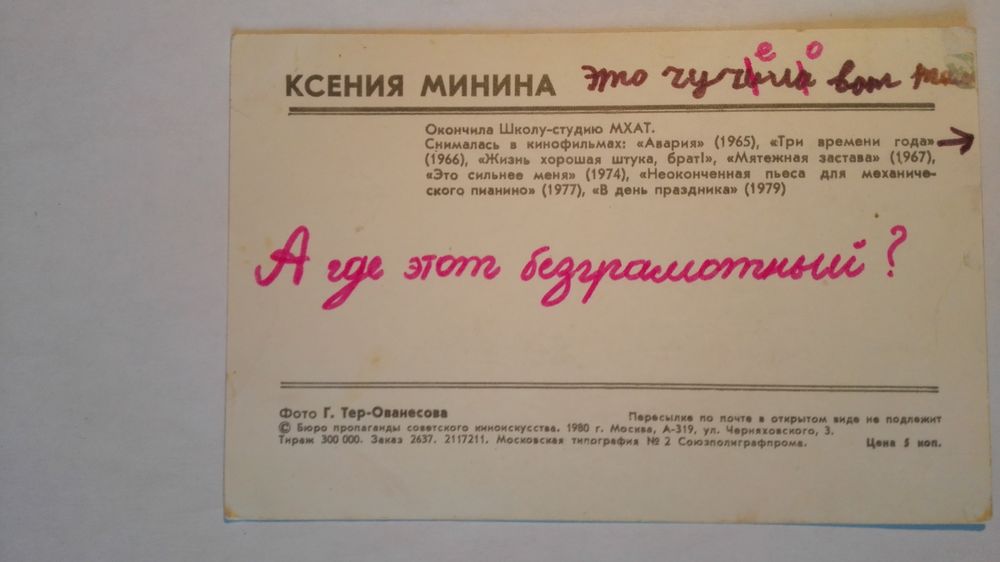 КСЕНИЯ МИНИНА это чучила вот
е о
Окончила Школу-студию МХАТ.
Снималась в кинофильмах: «Авария» (1965), «Три времени года»
(1966), «Жизнь хорошая штука, брат!», «Мятежная застава» (1967),
«Это сильнее меня» (1974), «Неоконченная пьеса для механиче-
ского пианино» (1977), «В день праздника» (1979)
А где этот безграмотный?
Фото Г. Тер-Ованесова
Пересылке по почте в открытом виде не подлежит
© Бюро пропаганды советского киноискусства. 1980 г. Москва, А-319, ул. Черняховского, 3.
Тираж 300 000. Заказ 2637. 2117211. Московская типография № 2 Союзполиграфпрома. Цена 5 коп.